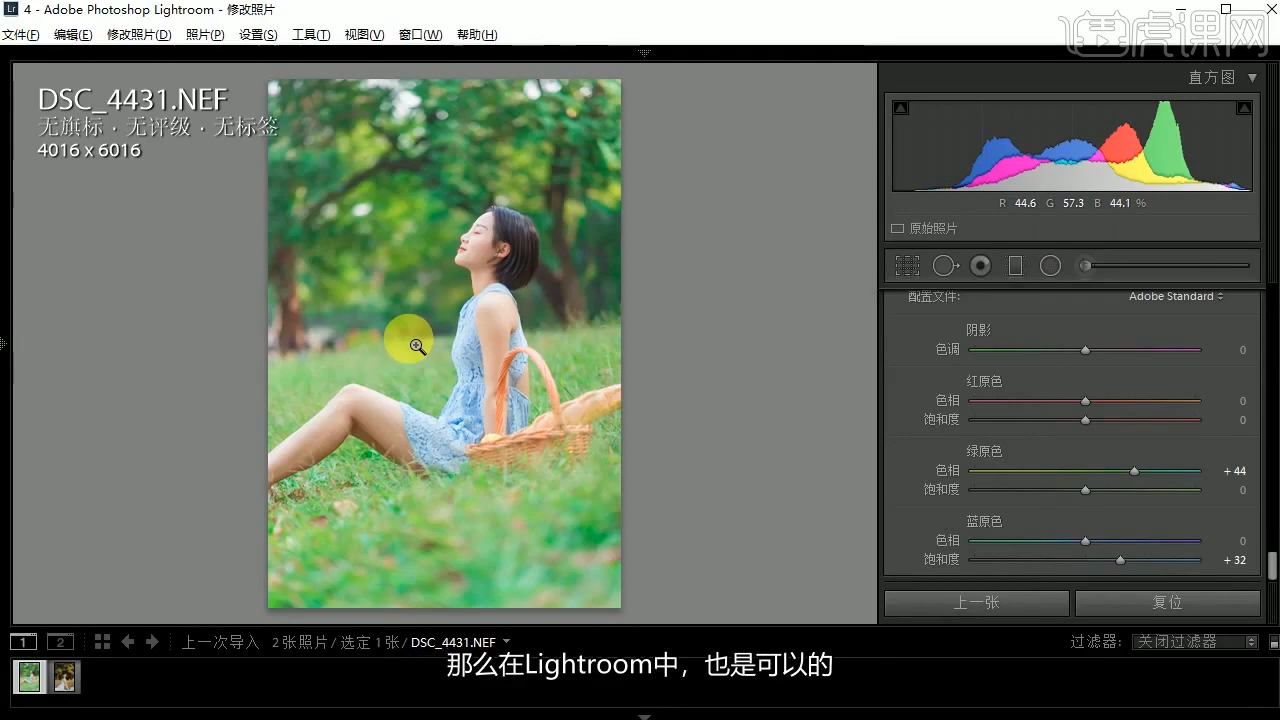 Lr 4 - Adobe Photoshop Lightroom - 修改照片
文件(F) 编辑(E) 修改照片(D) 照片(P) 设置(S) 工具(T) 视图(V) 窗口(W) 帮助(H)
虎课网
直方图
DSC_4431.NEF
无旗标 · 无评级 · 无标签
4016 x 6016
R 44.6 G 57.3 B 44.1 %
原始照片
配置文件: Adobe Standard
阴影
色调 0
红原色
色相 0
饱和度 0
绿原色
色相 + 44
饱和度 0
蓝原色
色相 0
饱和度 + 32
上一张 复位
1 2 上一次导入 2 张照片 / 选定 1 张 / DSC_4431.NEF 过滤器: 关闭过滤器
那么在Lightroom中，也是可以的